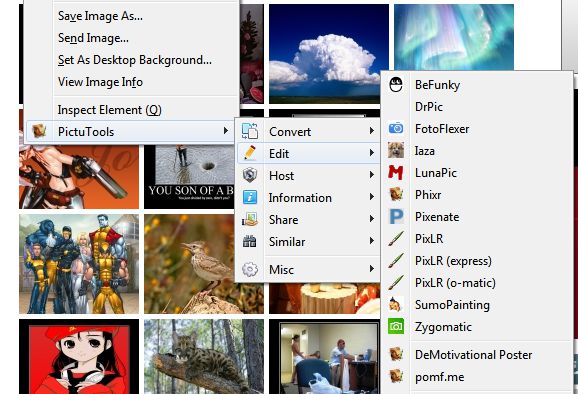 Save Image As...
Send Image...
Set As Desktop Background...
View Image Info
Inspect Element (Q)
PictuTools
Convert
Edit
Host
Information
Share
Similar
Misc
BeFunky
DrPic
FotoFlexer
Iaza
LunaPic
Phixr
Pixenate
PixLR
PixLR (express)
PixLR (o-matic)
SumoPainting
Zygomatic
DeMotivational Poster
pomf.me
YOU SON OF A B